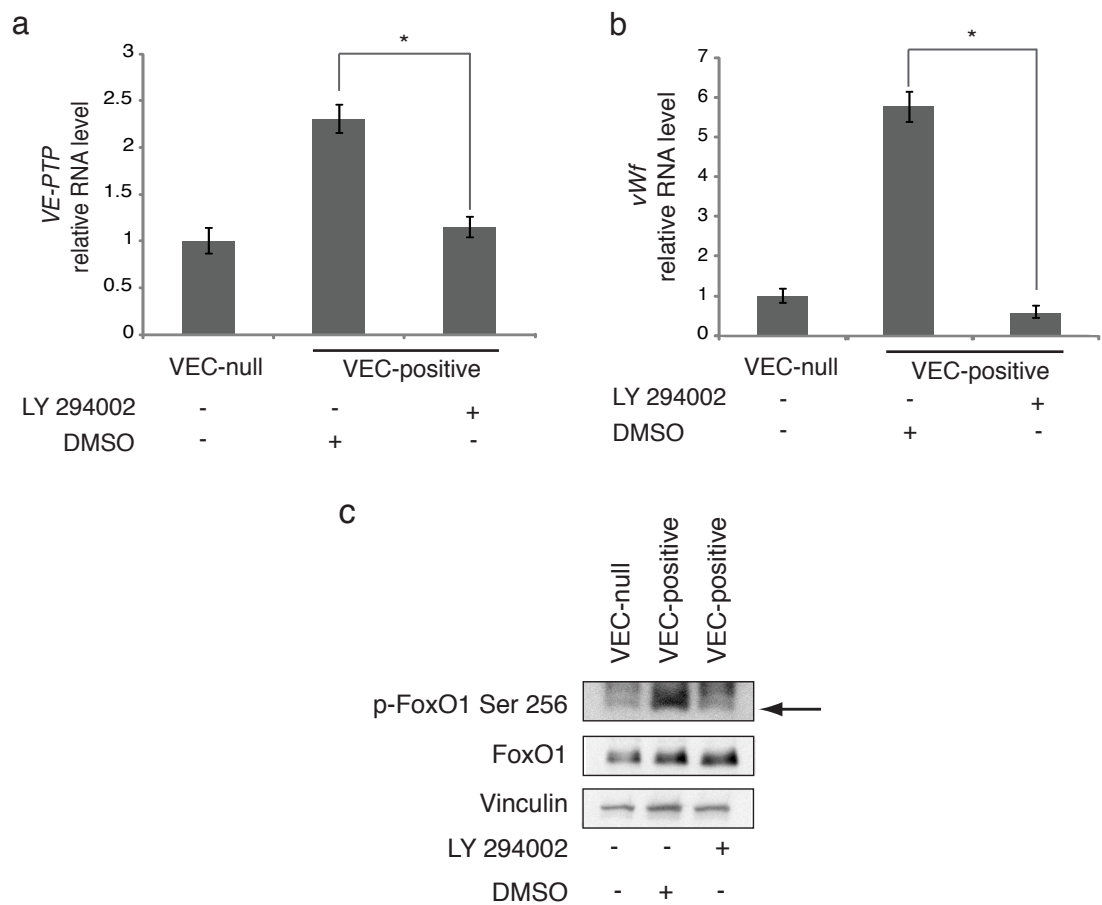 a
VE-PTP
relative RNA level
3
2.5
2
1.5
1
0.5
0
*
VEC-null
VEC-positive
LY 294002 - - +
DMSO - + -
b
vWf
relative RNA level
7
6
5
4
3
2
1
0
*
VEC-null
VEC-positive
LY 294002 - - +
DMSO - + -
c
VEC-null
VEC-positive
VEC-positive
p-FoxO1 Ser 256
FoxO1
Vinculin
LY 294002 - - +
DMSO - + -